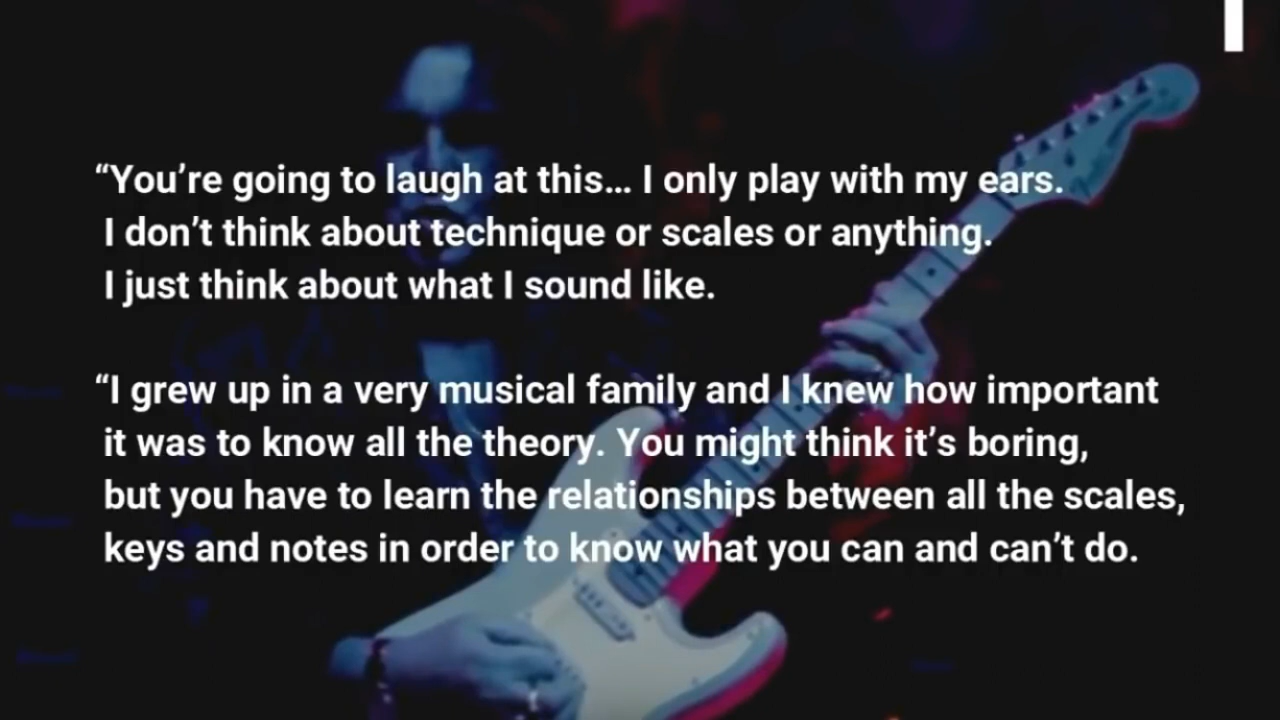 “You’re going to laugh at this... I only play with my ears.
I don’t think about technique or scales or anything.
I just think about what I sound like.
“I grew up in a very musical family and I knew how important
it was to know all the theory. You might think it’s boring,
but you have to learn the relationships between all the scales,
keys and notes in order to know what you can and can’t do.